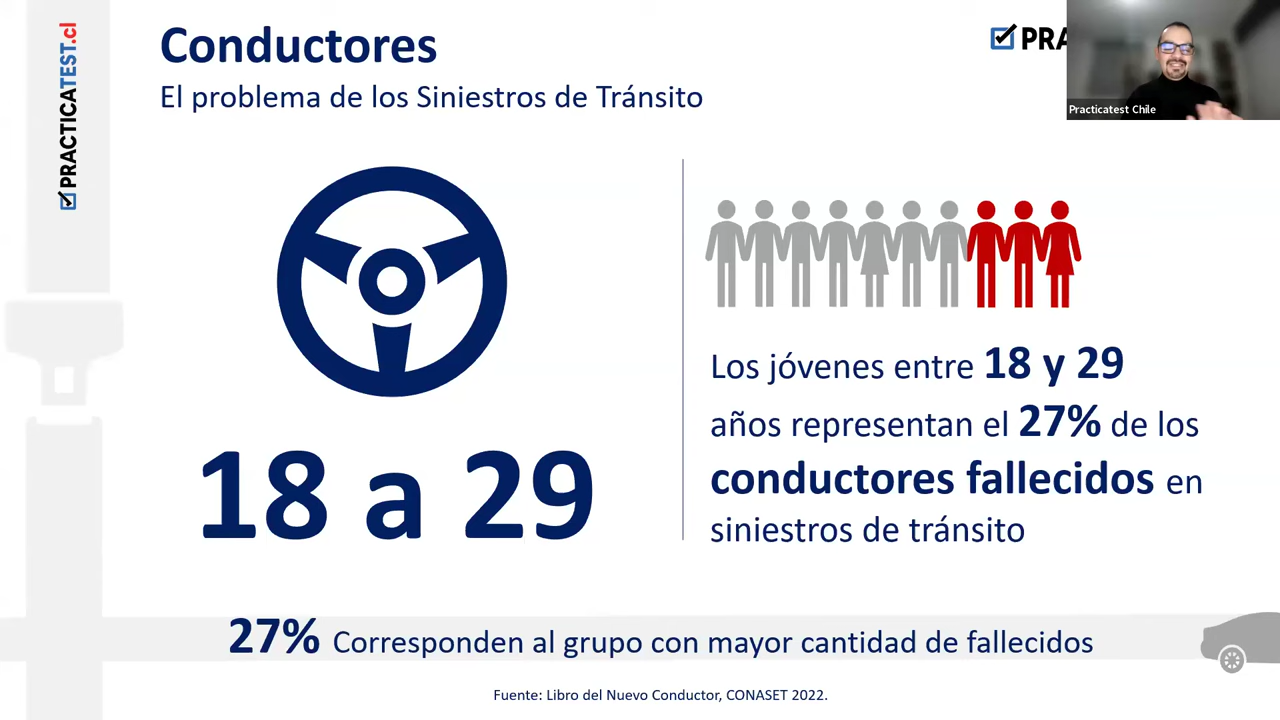 PRACTICATEST.cl
Conductores
El problema de los Siniestros de Tránsito
PRA
Practicatest Chile
18 a 29
Los jóvenes entre 18 y 29
años representan el 27% de los
conductores fallecidos en
siniestros de tránsito
27% Corresponden al grupo con mayor cantidad de fallecidos
Fuente: Libro del Nuevo Conductor, CONASET 2022.